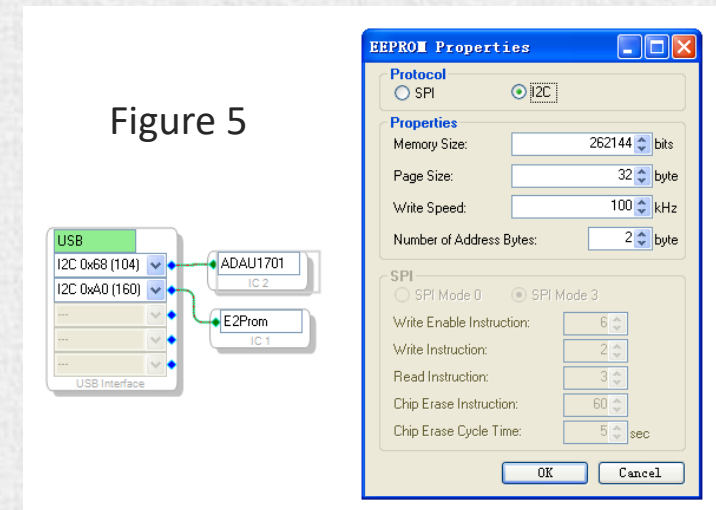 Figure 5
USB
I2C 0x68 (104)
I2C 0xA0 (160)
---
---
---
USB Interface
ADAU1701
IC 2
E2Prom
IC 1
EEPROM Properties
Protocol
SPI I2C
Properties
Memory Size: 262144 bits
Page Size: 32 byte
Write Speed: 100 kHz
Number of Address Bytes: 2 byte
SPI
SPI Mode 0 SPI Mode 3
Write Enable Instruction: 6
Write Instruction: 2
Read Instruction: 3
Chip Erase Instruction: 60
Chip Erase Cycle Time: 5 sec
OK Cancel